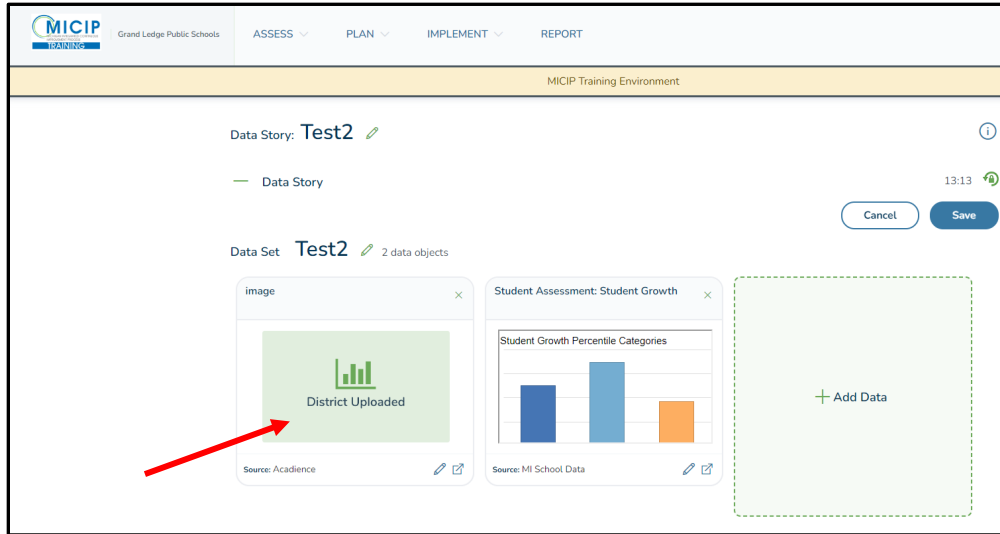 MICIP
TRAINING
Grand Ledge Public Schools
ASSESS
PLAN
IMPLEMENT
REPORT
MICIP Training Environment
Data Story: Test2
Data Story
13:13
Cancel
Save
Data Set Test2 2 data objects
image
District Uploaded
Source: Acadience
Student Assessment: Student Growth
Student Growth Percentile Categories
Source: MI School Data
+ Add Data